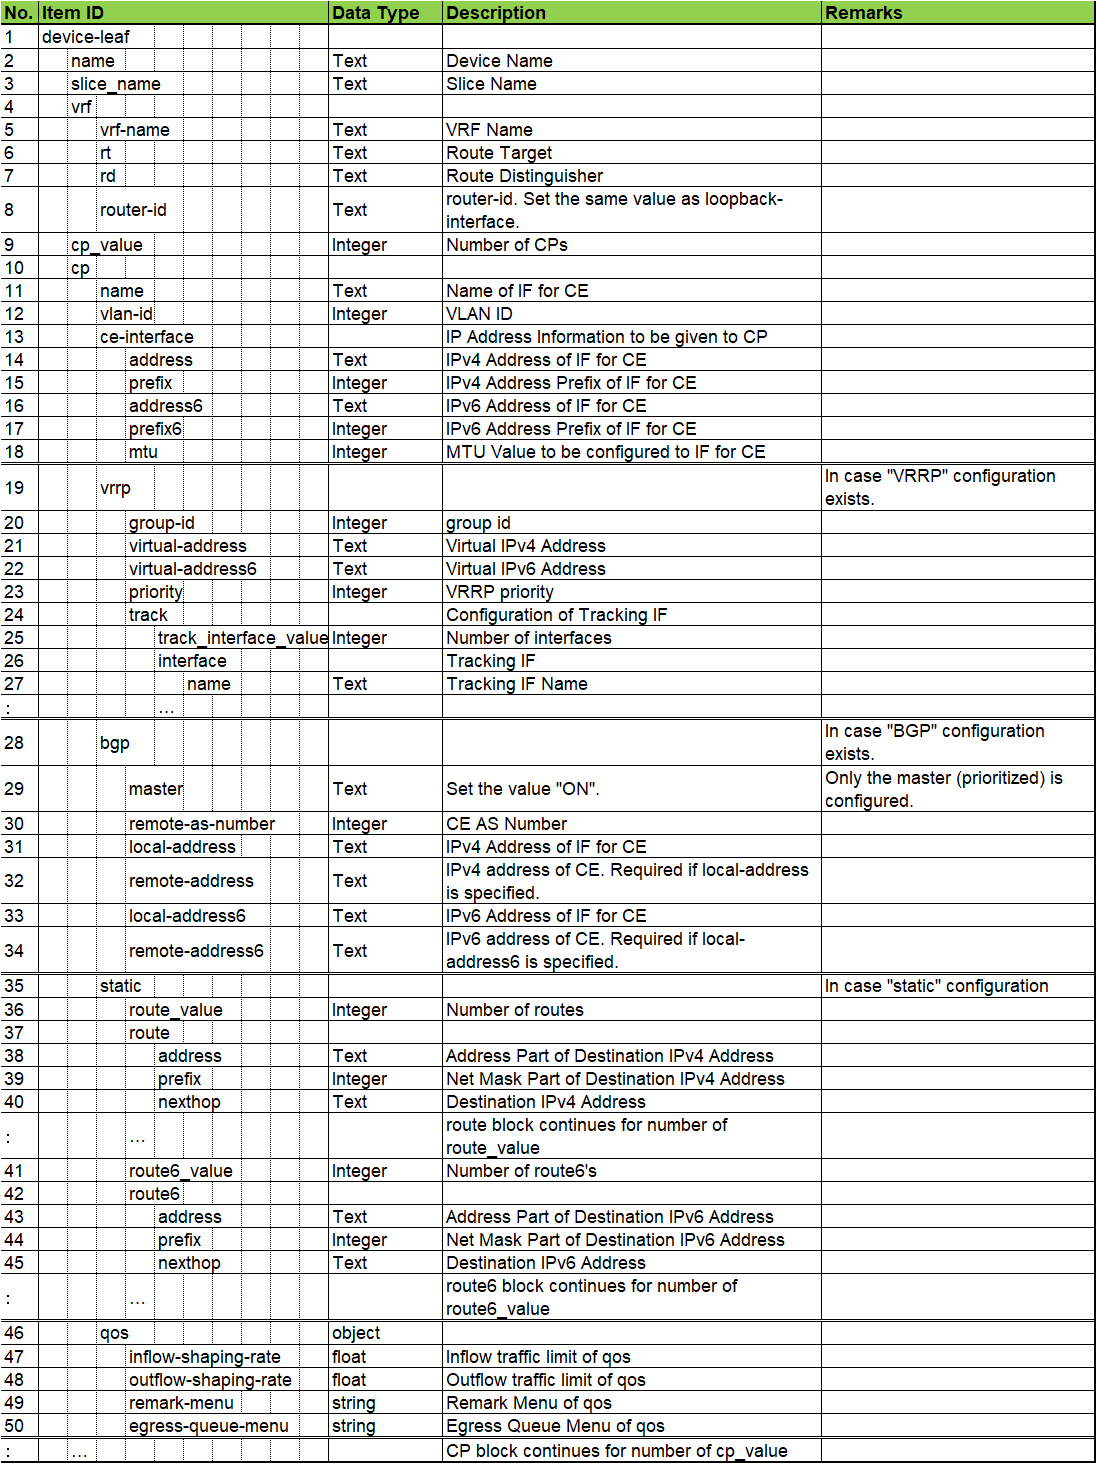 No. Item ID Data Type Description Remarks
1 device-leaf
2 name Text Device Name
3 slice_name Text Slice Name
4 vrf
5 vrf-name Text VRF Name
6 rt Text Route Target
7 rd Text Route Distinguisher
8 router-id Text router-id. Set the same value as loopback-
interface.
9 cp_value Integer Number of CPs
10 cp
11 name Text Name of IF for CE
12 vlan-id Integer VLAN ID
13 ce-interface IP Address Information to be given to CP
14 address Text IPv4 Address of IF for CE
15 prefix Integer IPv4 Address Prefix of IF for CE
16 address6 Text IPv6 Address of IF for CE
17 prefix6 Integer IPv6 Address Prefix of IF for CE
18 mtu Integer MTU Value to be configured to IF for CE
19 vrrp In case "VRRP" configuration
exists.
20 group-id Integer group id
21 virtual-address Text Virtual IPv4 Address
22 virtual-address6 Text Virtual IPv6 Address
23 priority Integer VRRP priority
24 track Configuration of Tracking IF
25 track_interface_value Integer Number of interfaces
26 interface Tracking IF
27 name Text Tracking IF Name
: …
28 bgp In case "BGP" configuration
exists.
29 master Text Set the value "ON". Only the master (prioritized) is
configured.
30 remote-as-number Integer CE AS Number
31 local-address Text IPv4 Address of IF for CE
32 remote-address Text IPv4 address of CE. Required if local-address
is specified.
33 local-address6 Text IPv6 Address of IF for CE
34 remote-address6 Text IPv6 address of CE. Required if local-
address6 is specified.
35 static In case "static" configuration
36 route_value Integer Number of routes
37 route
38 address Text Address Part of Destination IPv4 Address
39 prefix Integer Net Mask Part of Destination IPv4 Address
40 nexthop Text Destination IPv4 Address
: … route block continues for number of
route_value
41 route6_value Integer Number of route6's
42 route6
43 address Text Address Part of Destination IPv6 Address
44 prefix Integer Net Mask Part of Destination IPv6 Address
45 nexthop Text Destination IPv6 Address
: … route6 block continues for number of
route6_value
46 qos object
47 inflow-shaping-rate float Inflow traffic limit of qos
48 outflow-shaping-rate float Outflow traffic limit of qos
49 remark-menu string Remark Menu of qos
50 egress-queue-menu string Egress Queue Menu of qos
: … CP block continues for number of cp_value